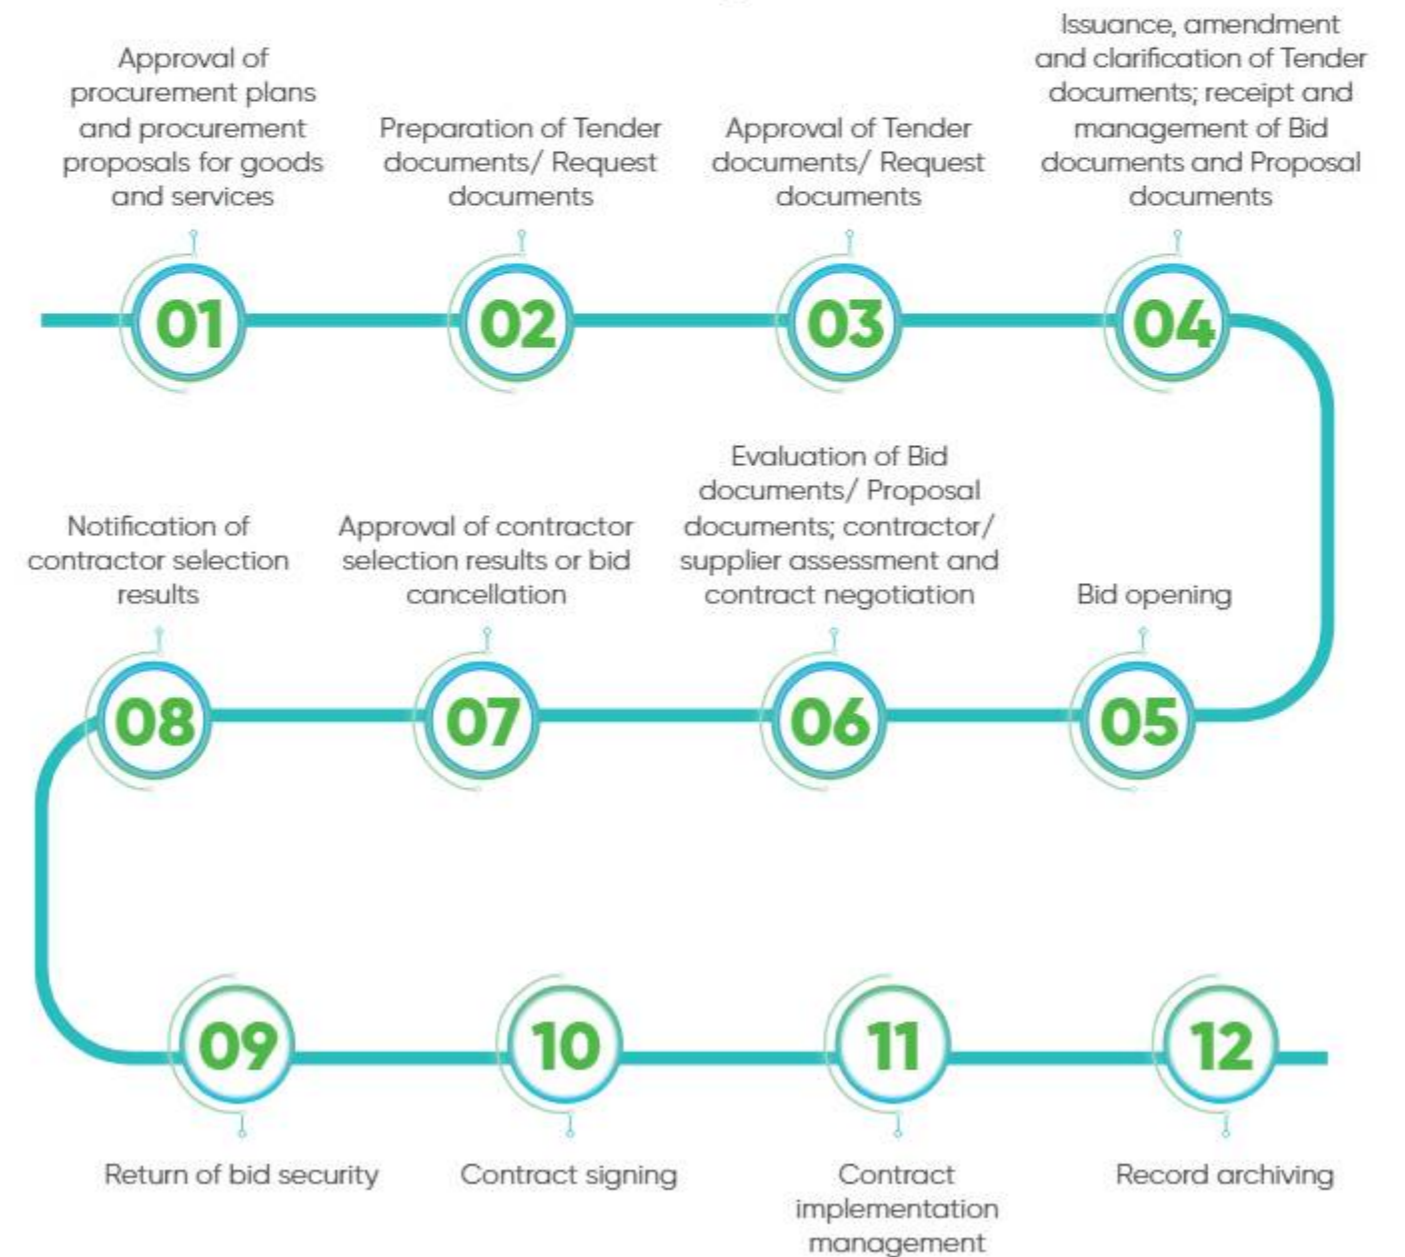 Approval of
procurement plans
and procurement
proposals for goods
and services
Preparation of Tender
documents/ Request
documents
Approval of Tender
documents/ Request
documents
Issuance, amendment
and clarification of Tender
documents; receipt and
management of Bid
documents and Proposal
documents
01
02
03
04
Notification of
contractor selection
results
Approval of contractor
selection results or bid
cancellation
Evaluation of Bid
documents/ Proposal
documents; contractor/
supplier assessment and
contract negotiation
Bid opening
08
07
06
05
09
10
11
12
Return of bid security
Contract signing
Contract
implementation
management
Record archiving